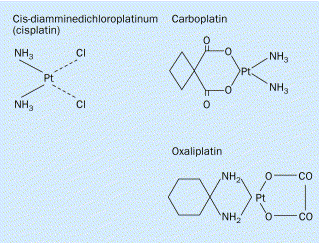 Cis-diamminedichloroplatinum
(cisplatin)
NH3 Cl
Pt
NH3 Cl
Carboplatin
O
O
NH3
Pt
NH3
O
O
Oxaliplatin
NH2 O CO
Pt
NH2 O CO